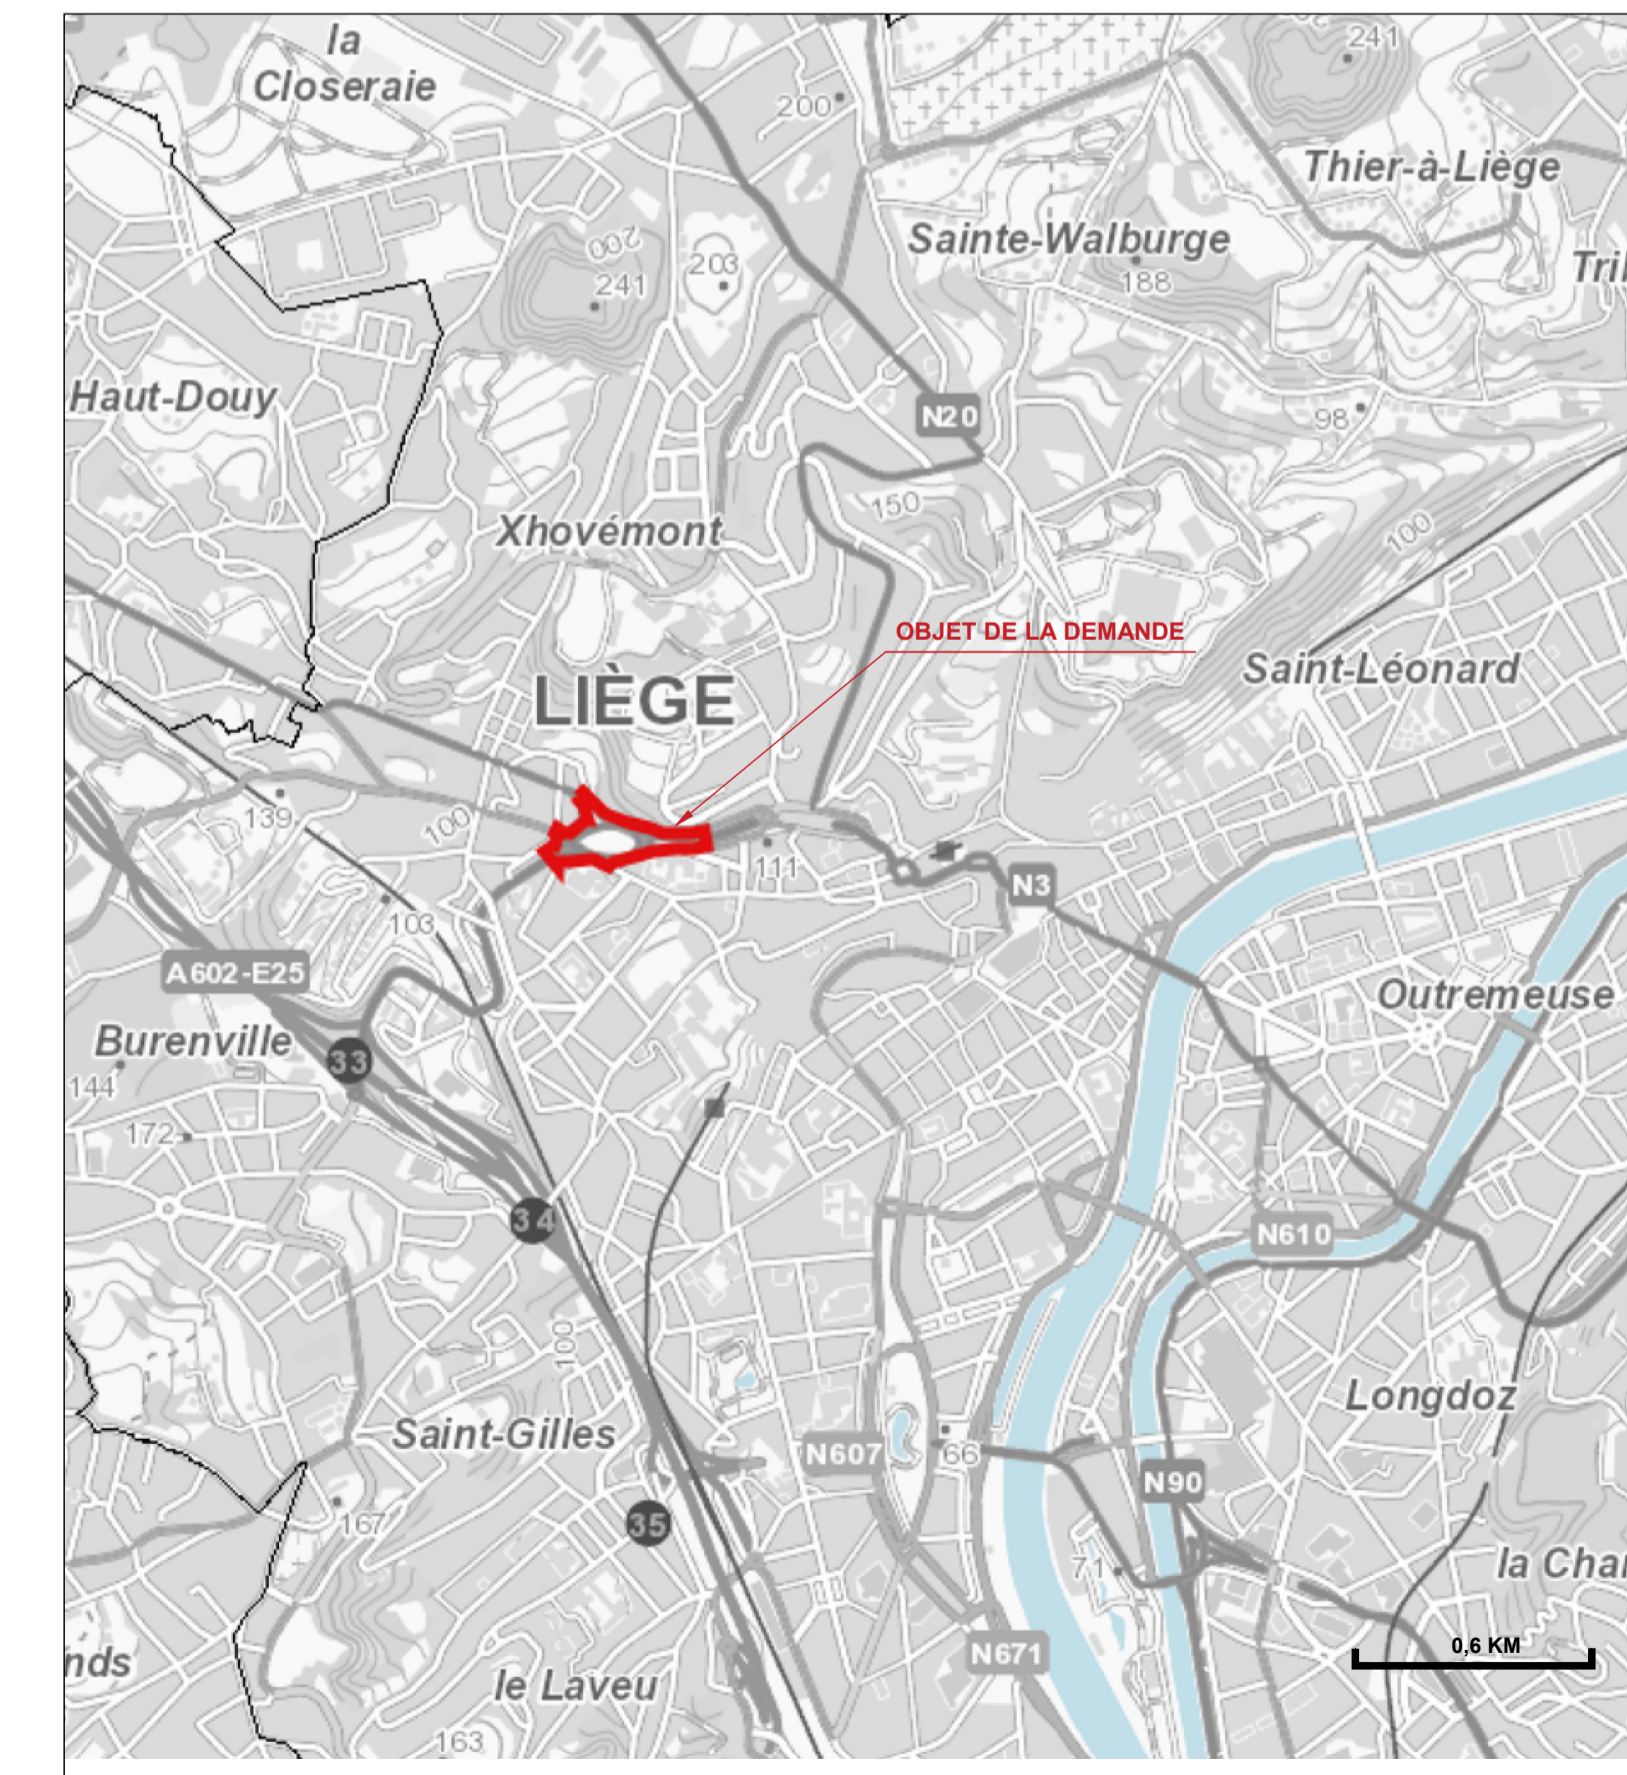 la
Closeraie
241
200
Thier-à-Liège
Sainte-Walburge
200
241
203
188
Haut-Douy
N20
98
150
Xhovémont
100
OBJET DE LA DEMANDE
Saint-Léonard
LIÈGE
139
100
111
N3
103
A602-E25
Outremeuse
Burenville
33
144
172
34
N610
100
Longdoz
Saint-Gilles
N607
66
N90
167
35
71
la Char
0,6 KM
N671
nds
le Laveu
163